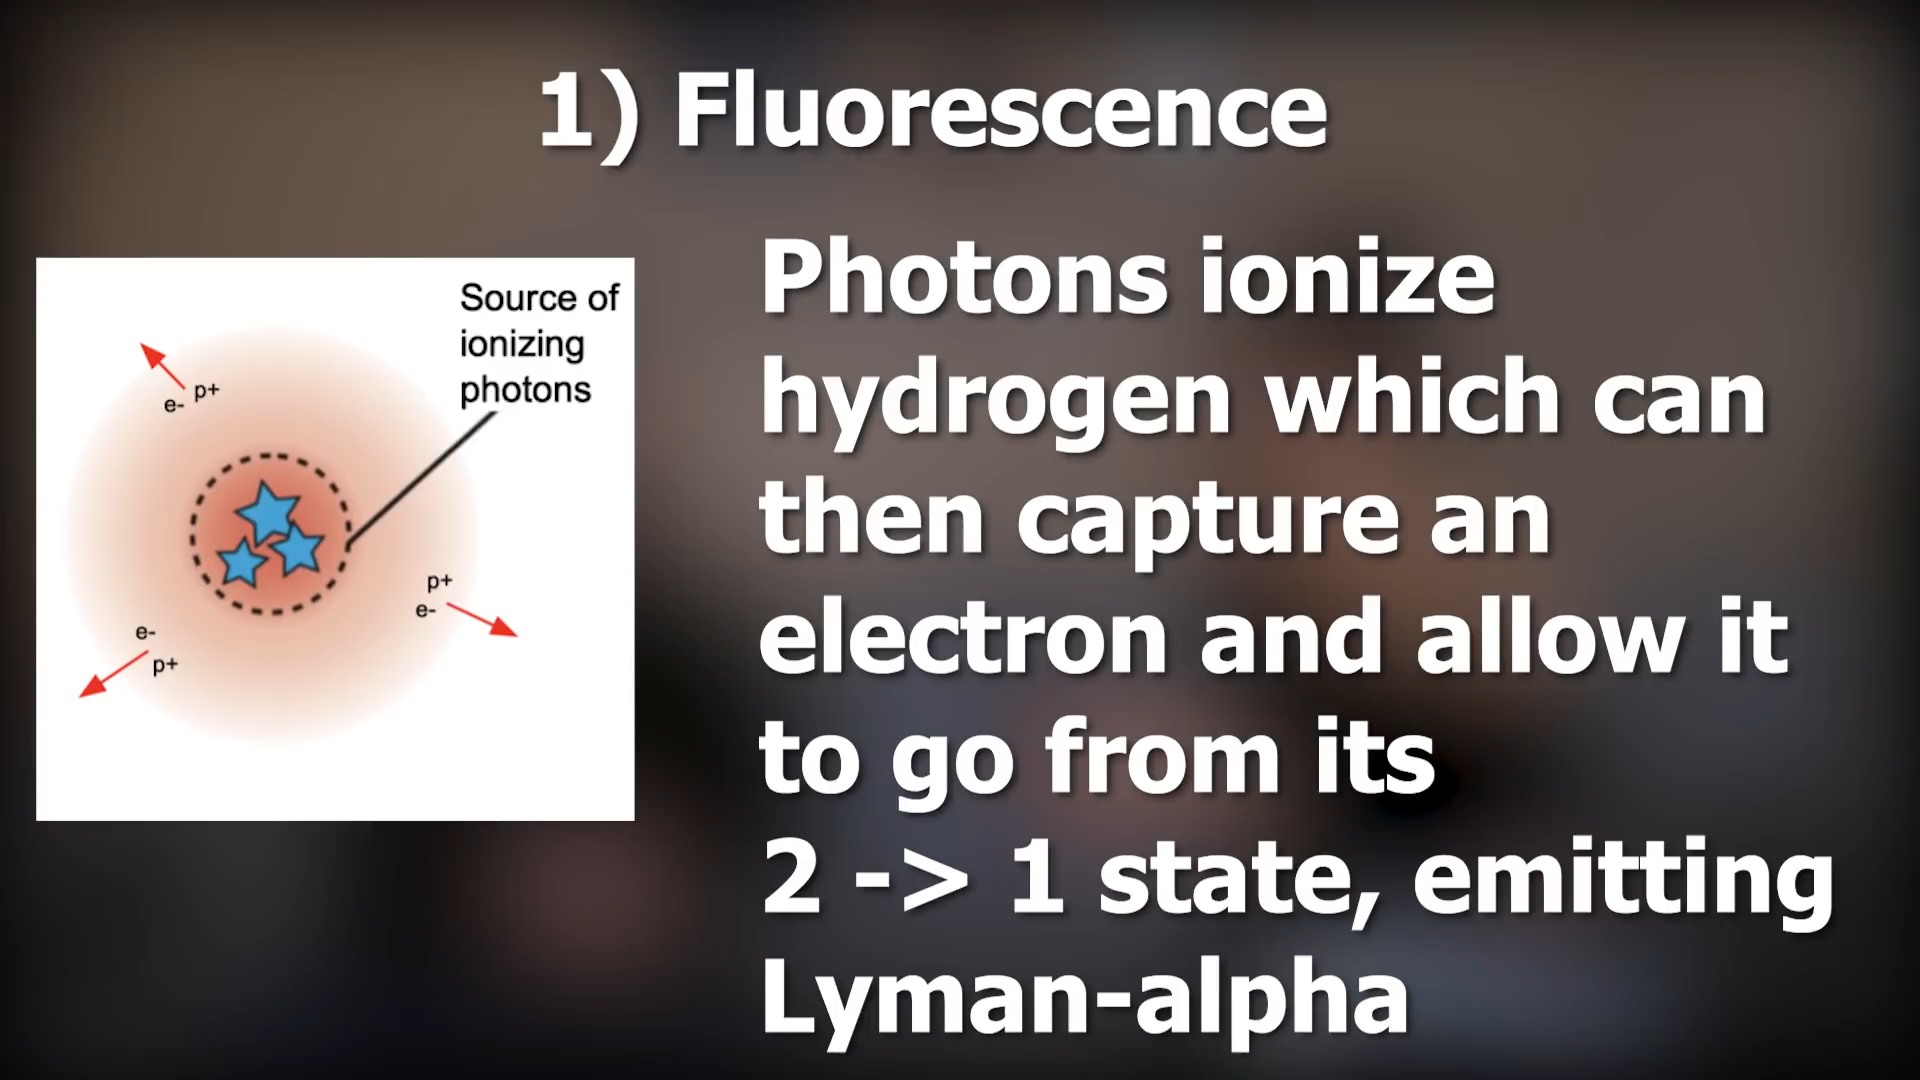 1) Fluorescence
Source of
ionizing
photons
e- p+
p+
e-
e-
p+
Photons ionize
hydrogen which can
then capture an
electron and allow it
to go from its
2 -> 1 state, emitting
Lyman-alpha